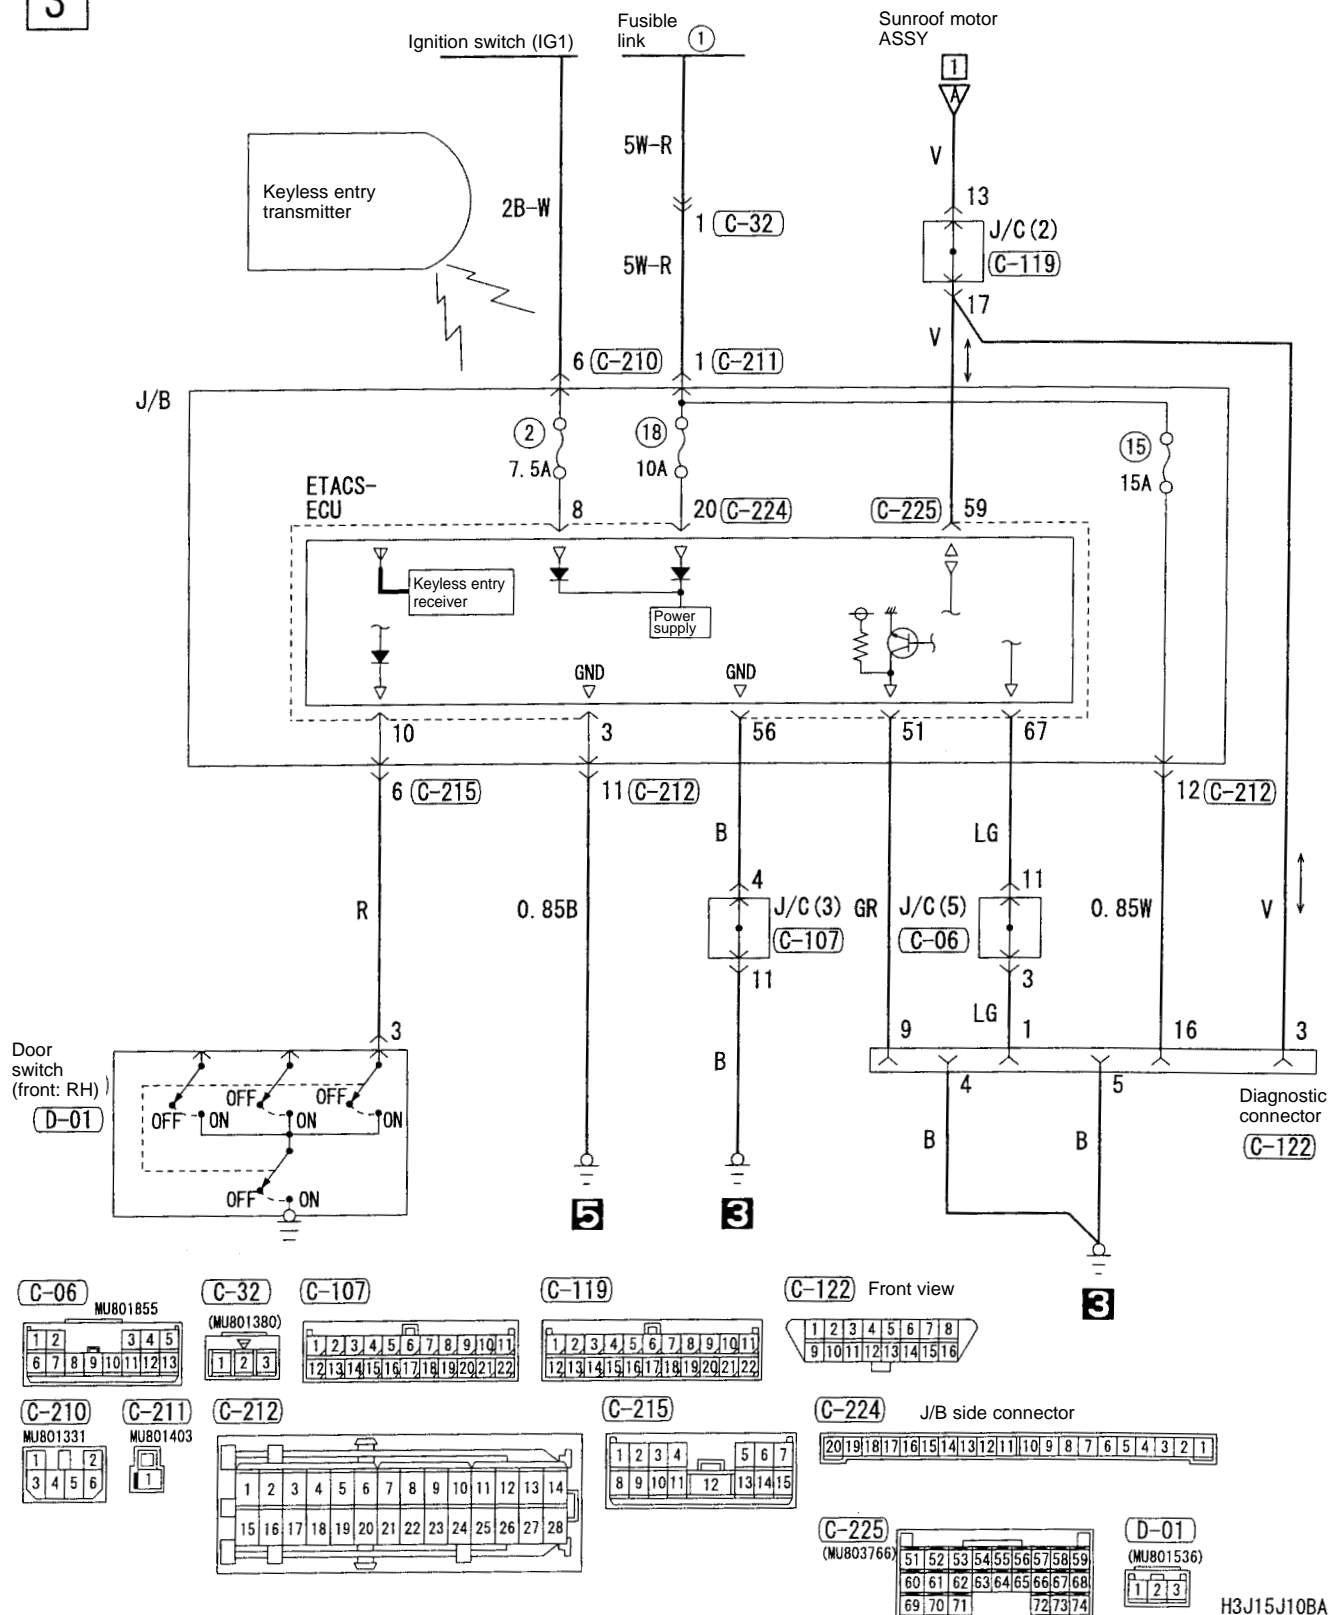 3
Ignition switch (IG1)
Fusible
link
1
Sunroof motor
ASSY
1
A
Keyless entry
transmitter
5W-R
V
2B-W
13
1 C-32
J/C(2)
C-119
5W-R
17
V
6 C-210
1 C-211
J/B
2
7.5A
18
10A
15
15A
ETACS-
ECU
8
20 C-224
C-225 59
Keyless entry
receiver
Power
supply
GND
GND
10
3
56
51
67
6 C-215
11 C-212
12 C-212
B
LG
4
11
R
0.85B
J/C(3)
C-107
GR
J/C(5)
C-06
0.85W
V
11
3
LG
3
9
1
16
3
Door
switch
(front: RH)
D-01
OFF
ON
OFF
ON
OFF
ON
OFF
ON
B
4
5
Diagnostic
connector
C-122
B
B
5
3
3
C-06
MU801855
1 2 3 4 5
6 7 8 9 10 11 12 13
C-32
(MU801380)
1 2 3
C-107
1 2 3 4 5 6 7 8 9 10 11
12 13 14 15 16 17 18 19 20 21 22
C-119
1 2 3 4 5 6 7 8 9 10 11
12 13 14 15 16 17 18 19 20 21 22
C-122 Front view
1 2 3 4 5 6 7 8
9 10 11 12 13 14 15 16
C-210
MU801331
1 2
3 4 5 6
C-211
MU801403
1
C-212
1 2 3 4 5 6 7 8 9 10 11 12 13 14
15 16 17 18 19 20 21 22 23 24 25 26 27 28
C-215
1 2 3 4 5 6 7
8 9 10 11 12 13 14 15
C-224 J/B side connector
20 19 18 17 16 15 14 13 12 11 10 9 8 7 6 5 4 3 2 1
C-225
(MU803766)
51 52 53 54 55 56 57 58 59
60 61 62 63 64 65 66 67 68
69 70 71 72 73 74
D-01
(MU801536)
1 2 3
H3J15J10BA